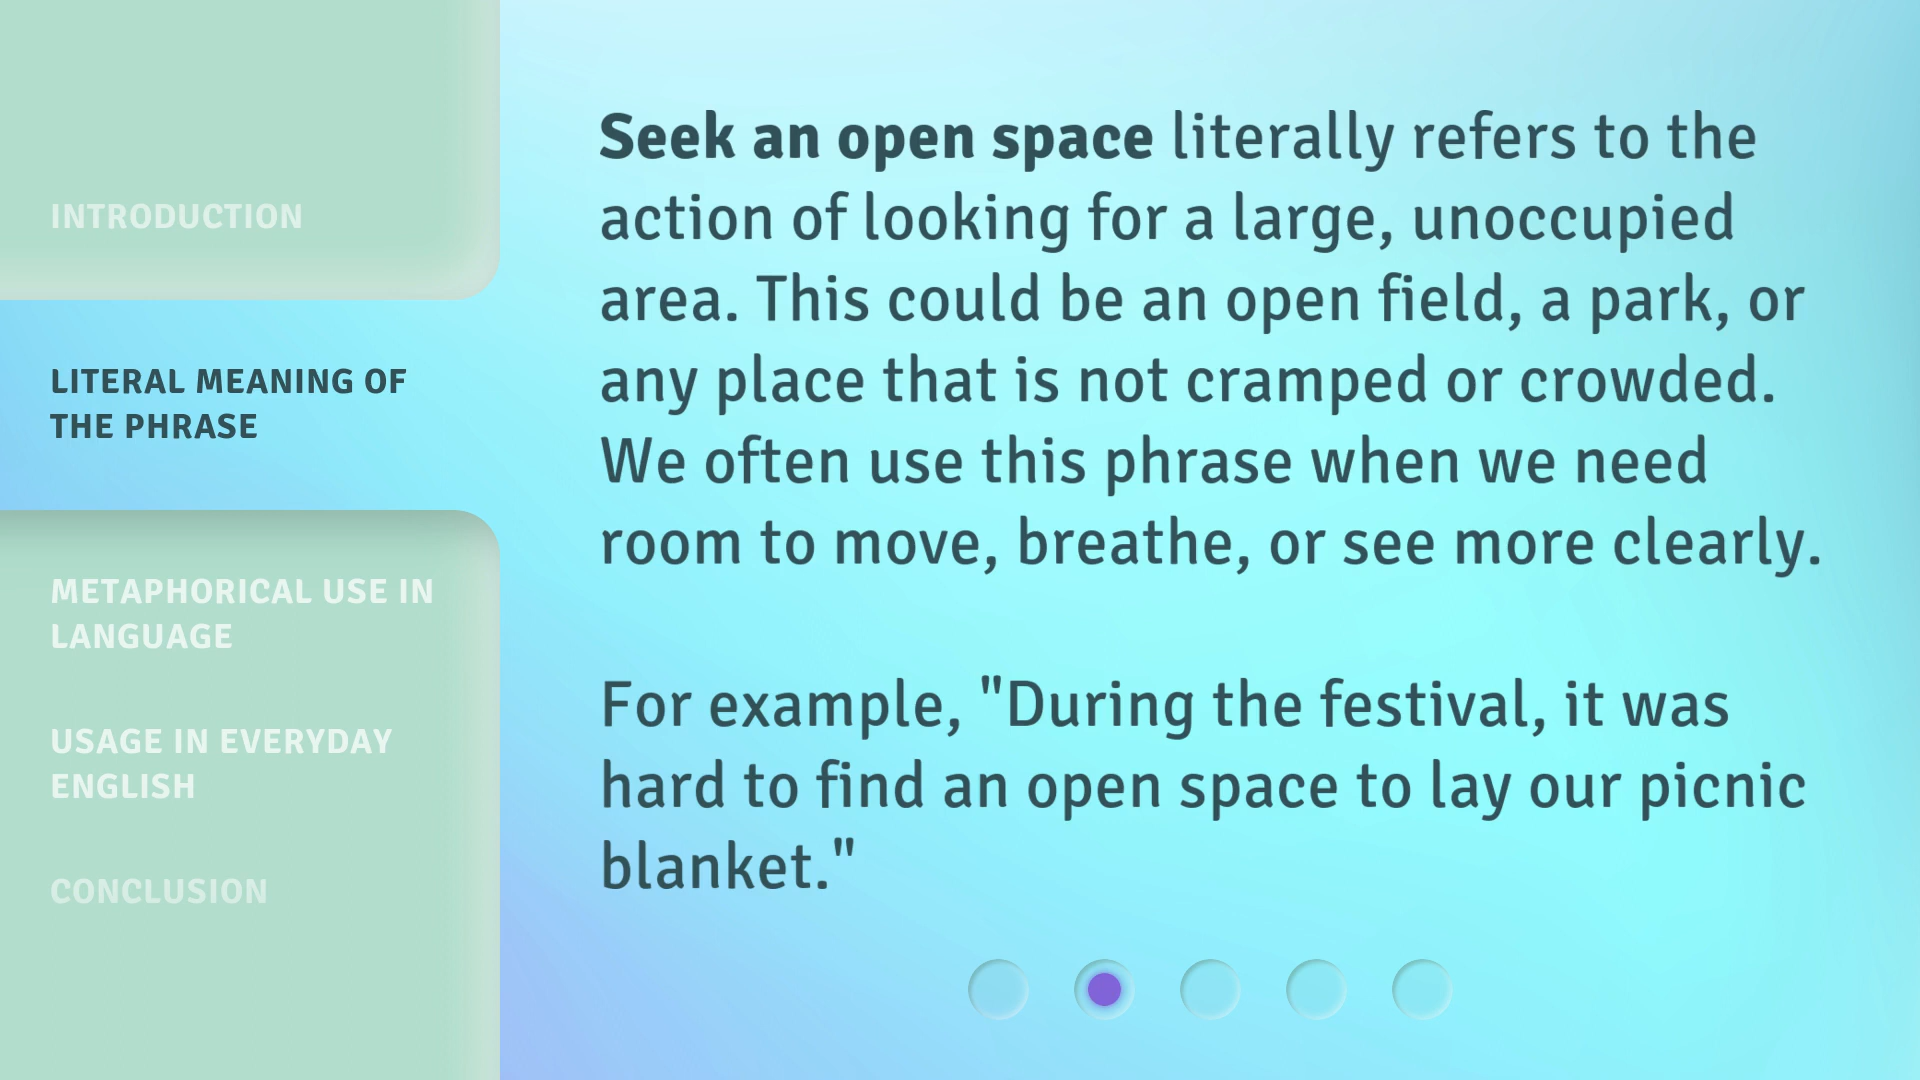 INTRODUCTION
LITERAL MEANING OF
THE PHRASE
METAPHORICAL USE IN
LANGUAGE
USAGE IN EVERYDAY
ENGLISH
CONCLUSION
Seek an open space literally refers to the
action of looking for a large, unoccupied
area. This could be an open field, a park, or
any place that is not cramped or crowded.
We often use this phrase when we need
room to move, breathe, or see more clearly.
For example, "During the festival, it was
hard to find an open space to lay our picnic
blanket."